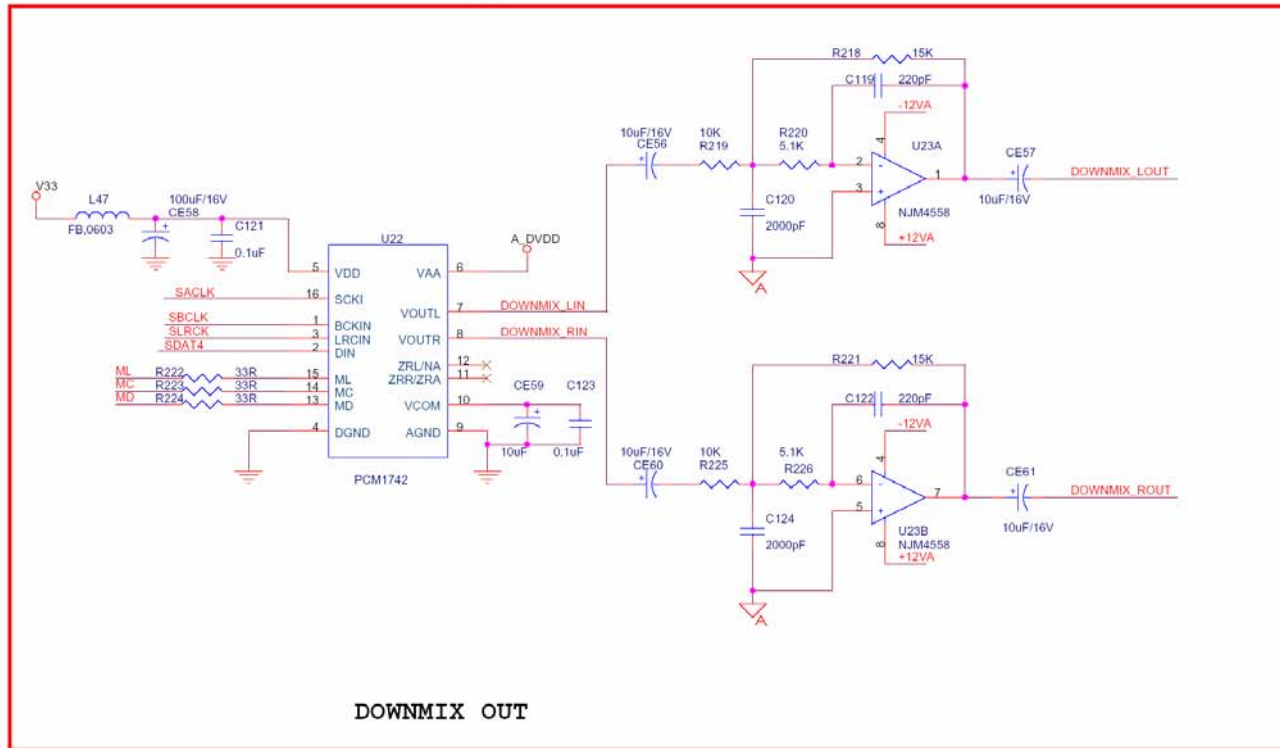 R218 15K
C119 220pF
-12VA
10uF/16V 10K R220 4 U23A
CE56 R219 5.1K CE57
2 - 1 DOWNMIX_LOUT
V33 L47 100uF/16V 3 + 10uF/16V
CE58 C120
FB,0603 C121 2000pF 8 NJM4558
0.1uF U22 A_DVDD +12VA
5 VDD VAA 6 A
SACLK 16 SCKI
VOUTL 7 DOWNMIX_LIN
SBCLK 1 BCKIN
SLRCK 3 LRCIN VOUTR 8 DOWNMIX_RIN
SDAT4 2 DIN
ZRL/NA 12
ML R222 33R 15 ML ZRR/ZRA 11
MC R223 33R 14 MC
MD R224 33R 13 MD VCOM 10 CE59 C123
4 DGND AGND 9 10uF 0.1uF
PCM1742
R221 15K
C122 220pF
-12VA
10uF/16V 10K 5.1K 4
CE60 R225 R226 CE61
6 - 7 DOWNMIX_ROUT
5 + 10uF/16V
C124 U23B
2000pF 8 NJM4558
+12VA
A
DOWNMIX OUT